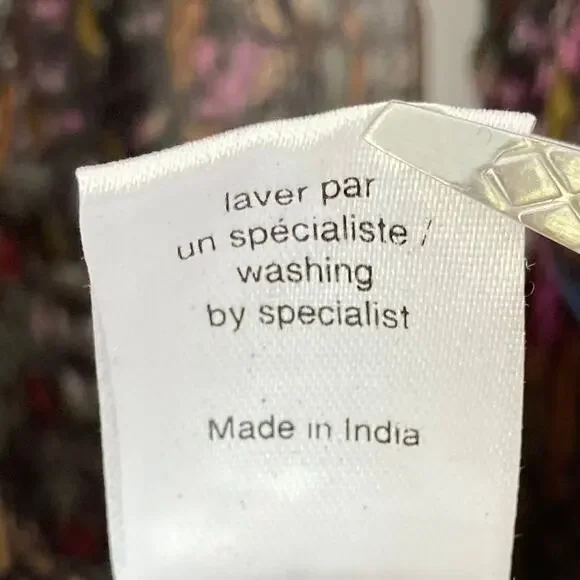 laver par
un spécialiste /
washing
by specialist
Made in India